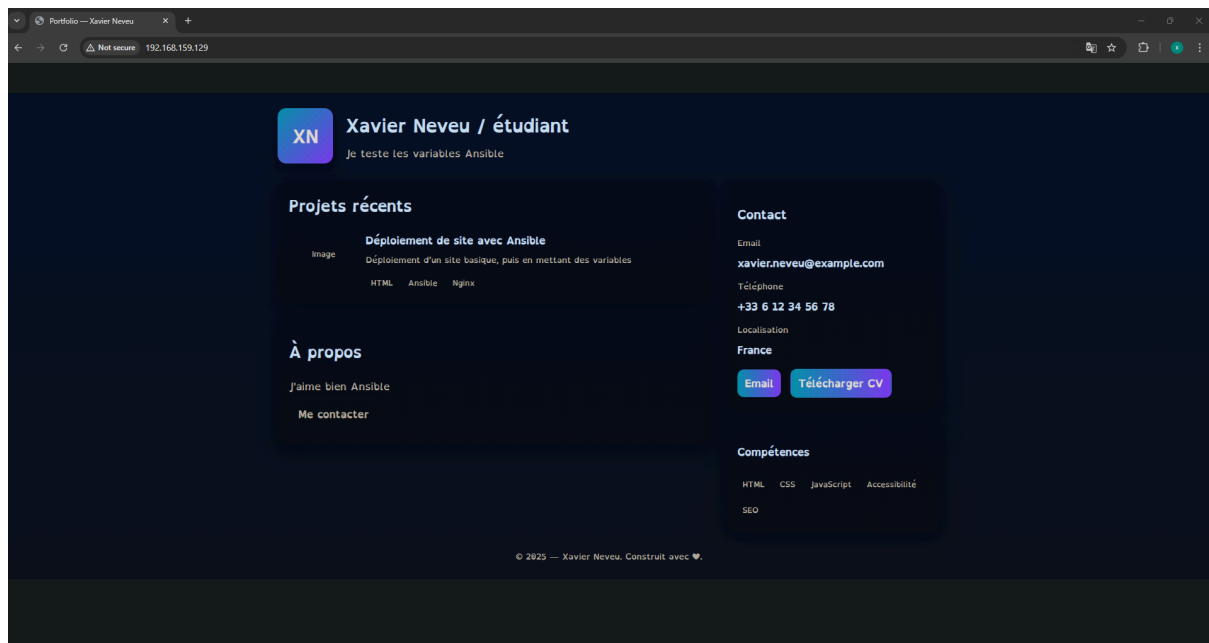 Portfolio — Xavier Neveu
Not secure 192.168.159.129
XN
Xavier Neveu / étudiant
Je teste les variables Ansible
Projets récents
Image
Déploiement de site avec Ansible
Déploiement d'un site basique, puis en mettant des variables
HTML Ansible Nginx
À propos
J'aime bien Ansible
Me contacter
Contact
Email
xavier.neveu@example.com
Téléphone
+33 6 12 34 56 78
Localisation
France
Email Télécharger CV
Compétences
HTML CSS JavaScript Accessibilité
SEO
© 2025 — Xavier Neveu. Construit avec ♥.